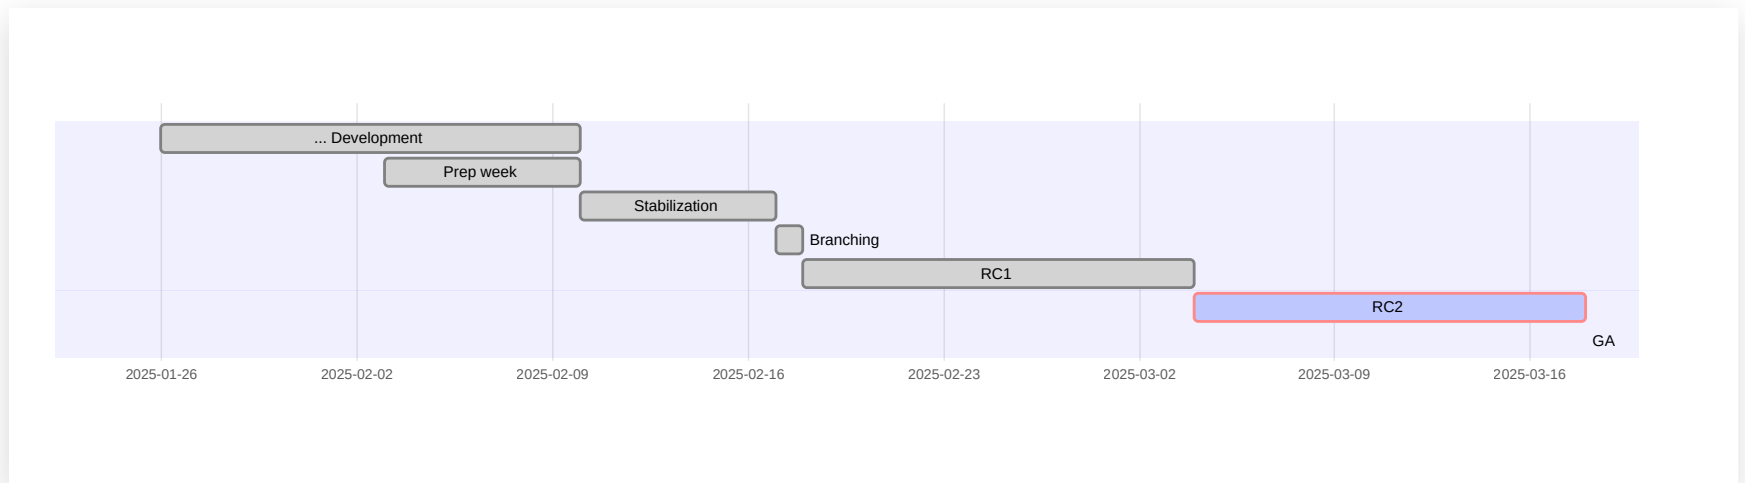 ... Development
Prep week
Stabilization
Branching
RC1
RC2
GA
2025-01-26 2025-02-02 2025-02-09 2025-02-16 2025-02-23 2025-03-02 2025-03-09 2025-03-16